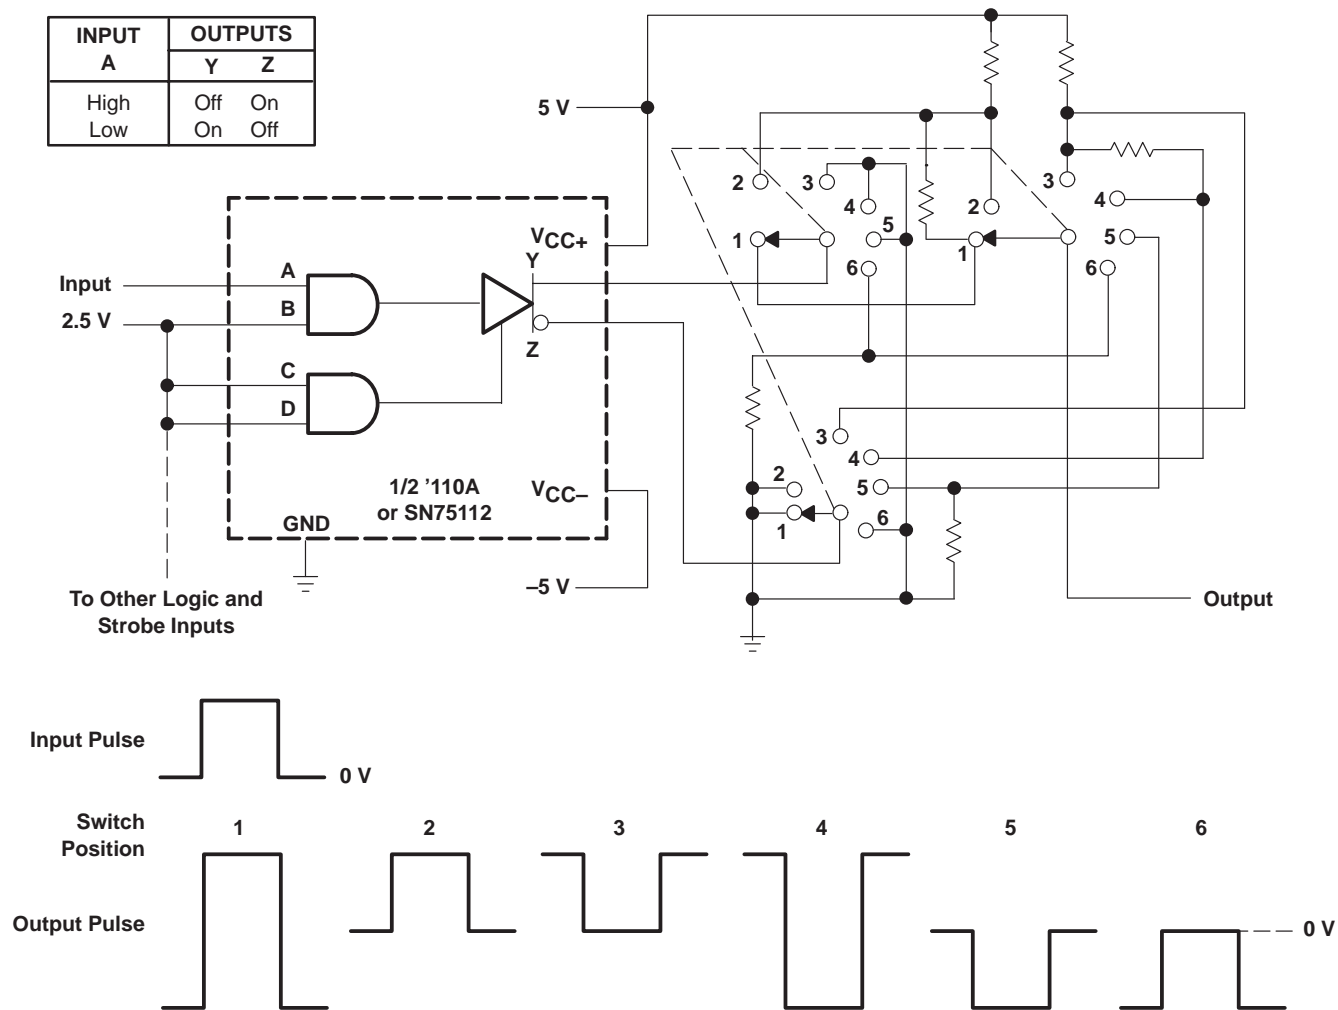 INPUT OUTPUTS
A Y Z
High Off On
Low On Off
5 V
VCC+
Y
Input
2.5 V
A
B
C
D
Z
1/2 '110A
or SN75112
VCC–
GND
–5 V
To Other Logic and
Strobe Inputs
2 3 4 5 1 6
2 1 3 4 5 6
3 4 5 2 1 6
Output
Input Pulse
0 V
Switch
Position
1 2 3 4 5 6
Output Pulse
0 V